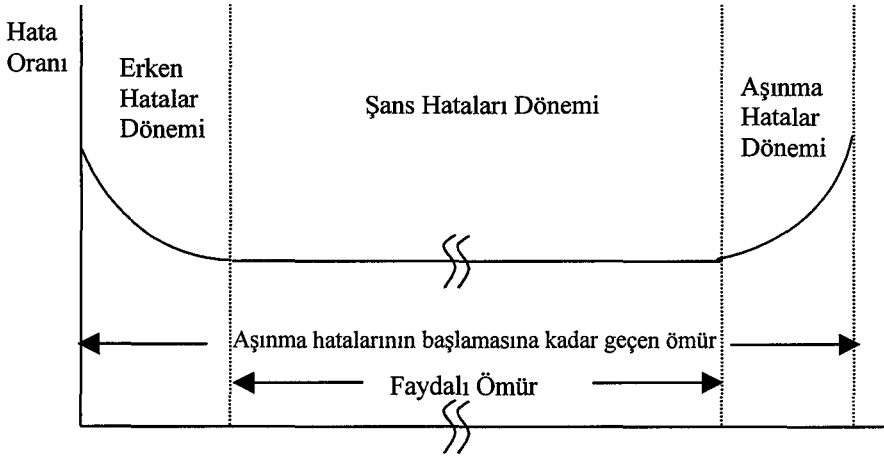 Hata
Oranı
Erken
Hatalar
Dönemi
Şans Hataları Dönemi
Aşınma
Hatalar
Dönemi
Aşınma hatalarının başlamasına kadar geçen ömür
Faydalı Ömür